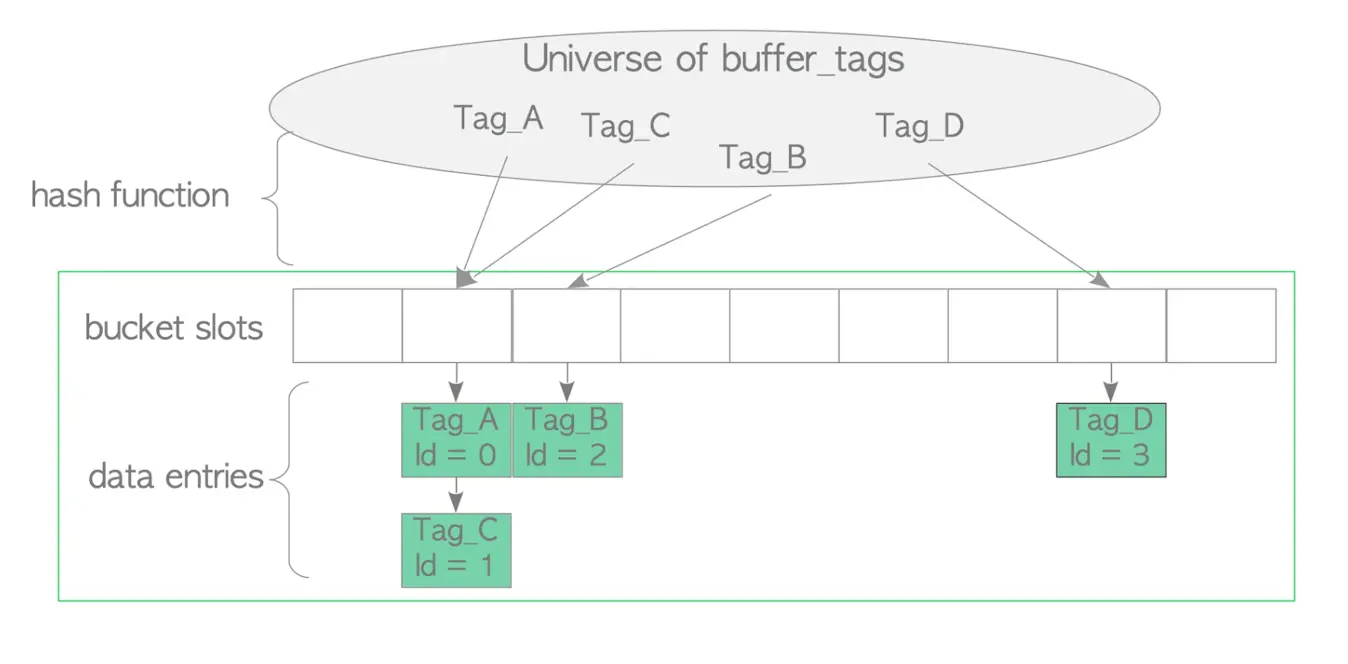 Universe of buffer_tags
Tag_A
Tag_C
Tag_B
Tag_D
hash function
bucket slots
data entries
Tag_A
Id = 0
Tag_B
Id = 2
Tag_D
Id = 3
Tag_C
Id = 1